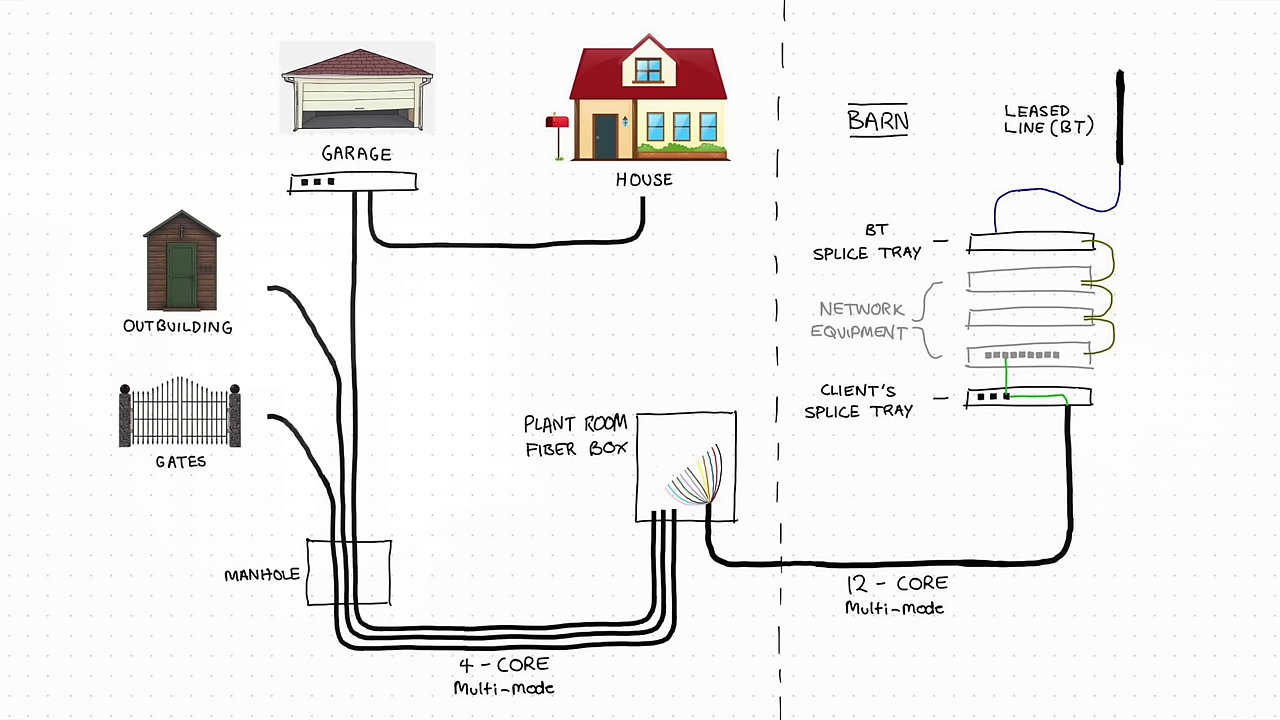 GARAGE
HOUSE
BARN
LEASED
LINE (BT)
BT
SPLICE TRAY
OUTBUILDING
NETWORK
EQUIPMENT
CLIENT'S
SPLICE TRAY
PLANT ROOM
FIBER BOX
GATES
MANHOLE
12 - CORE
Multi-mode
4 - CORE
Multi-mode